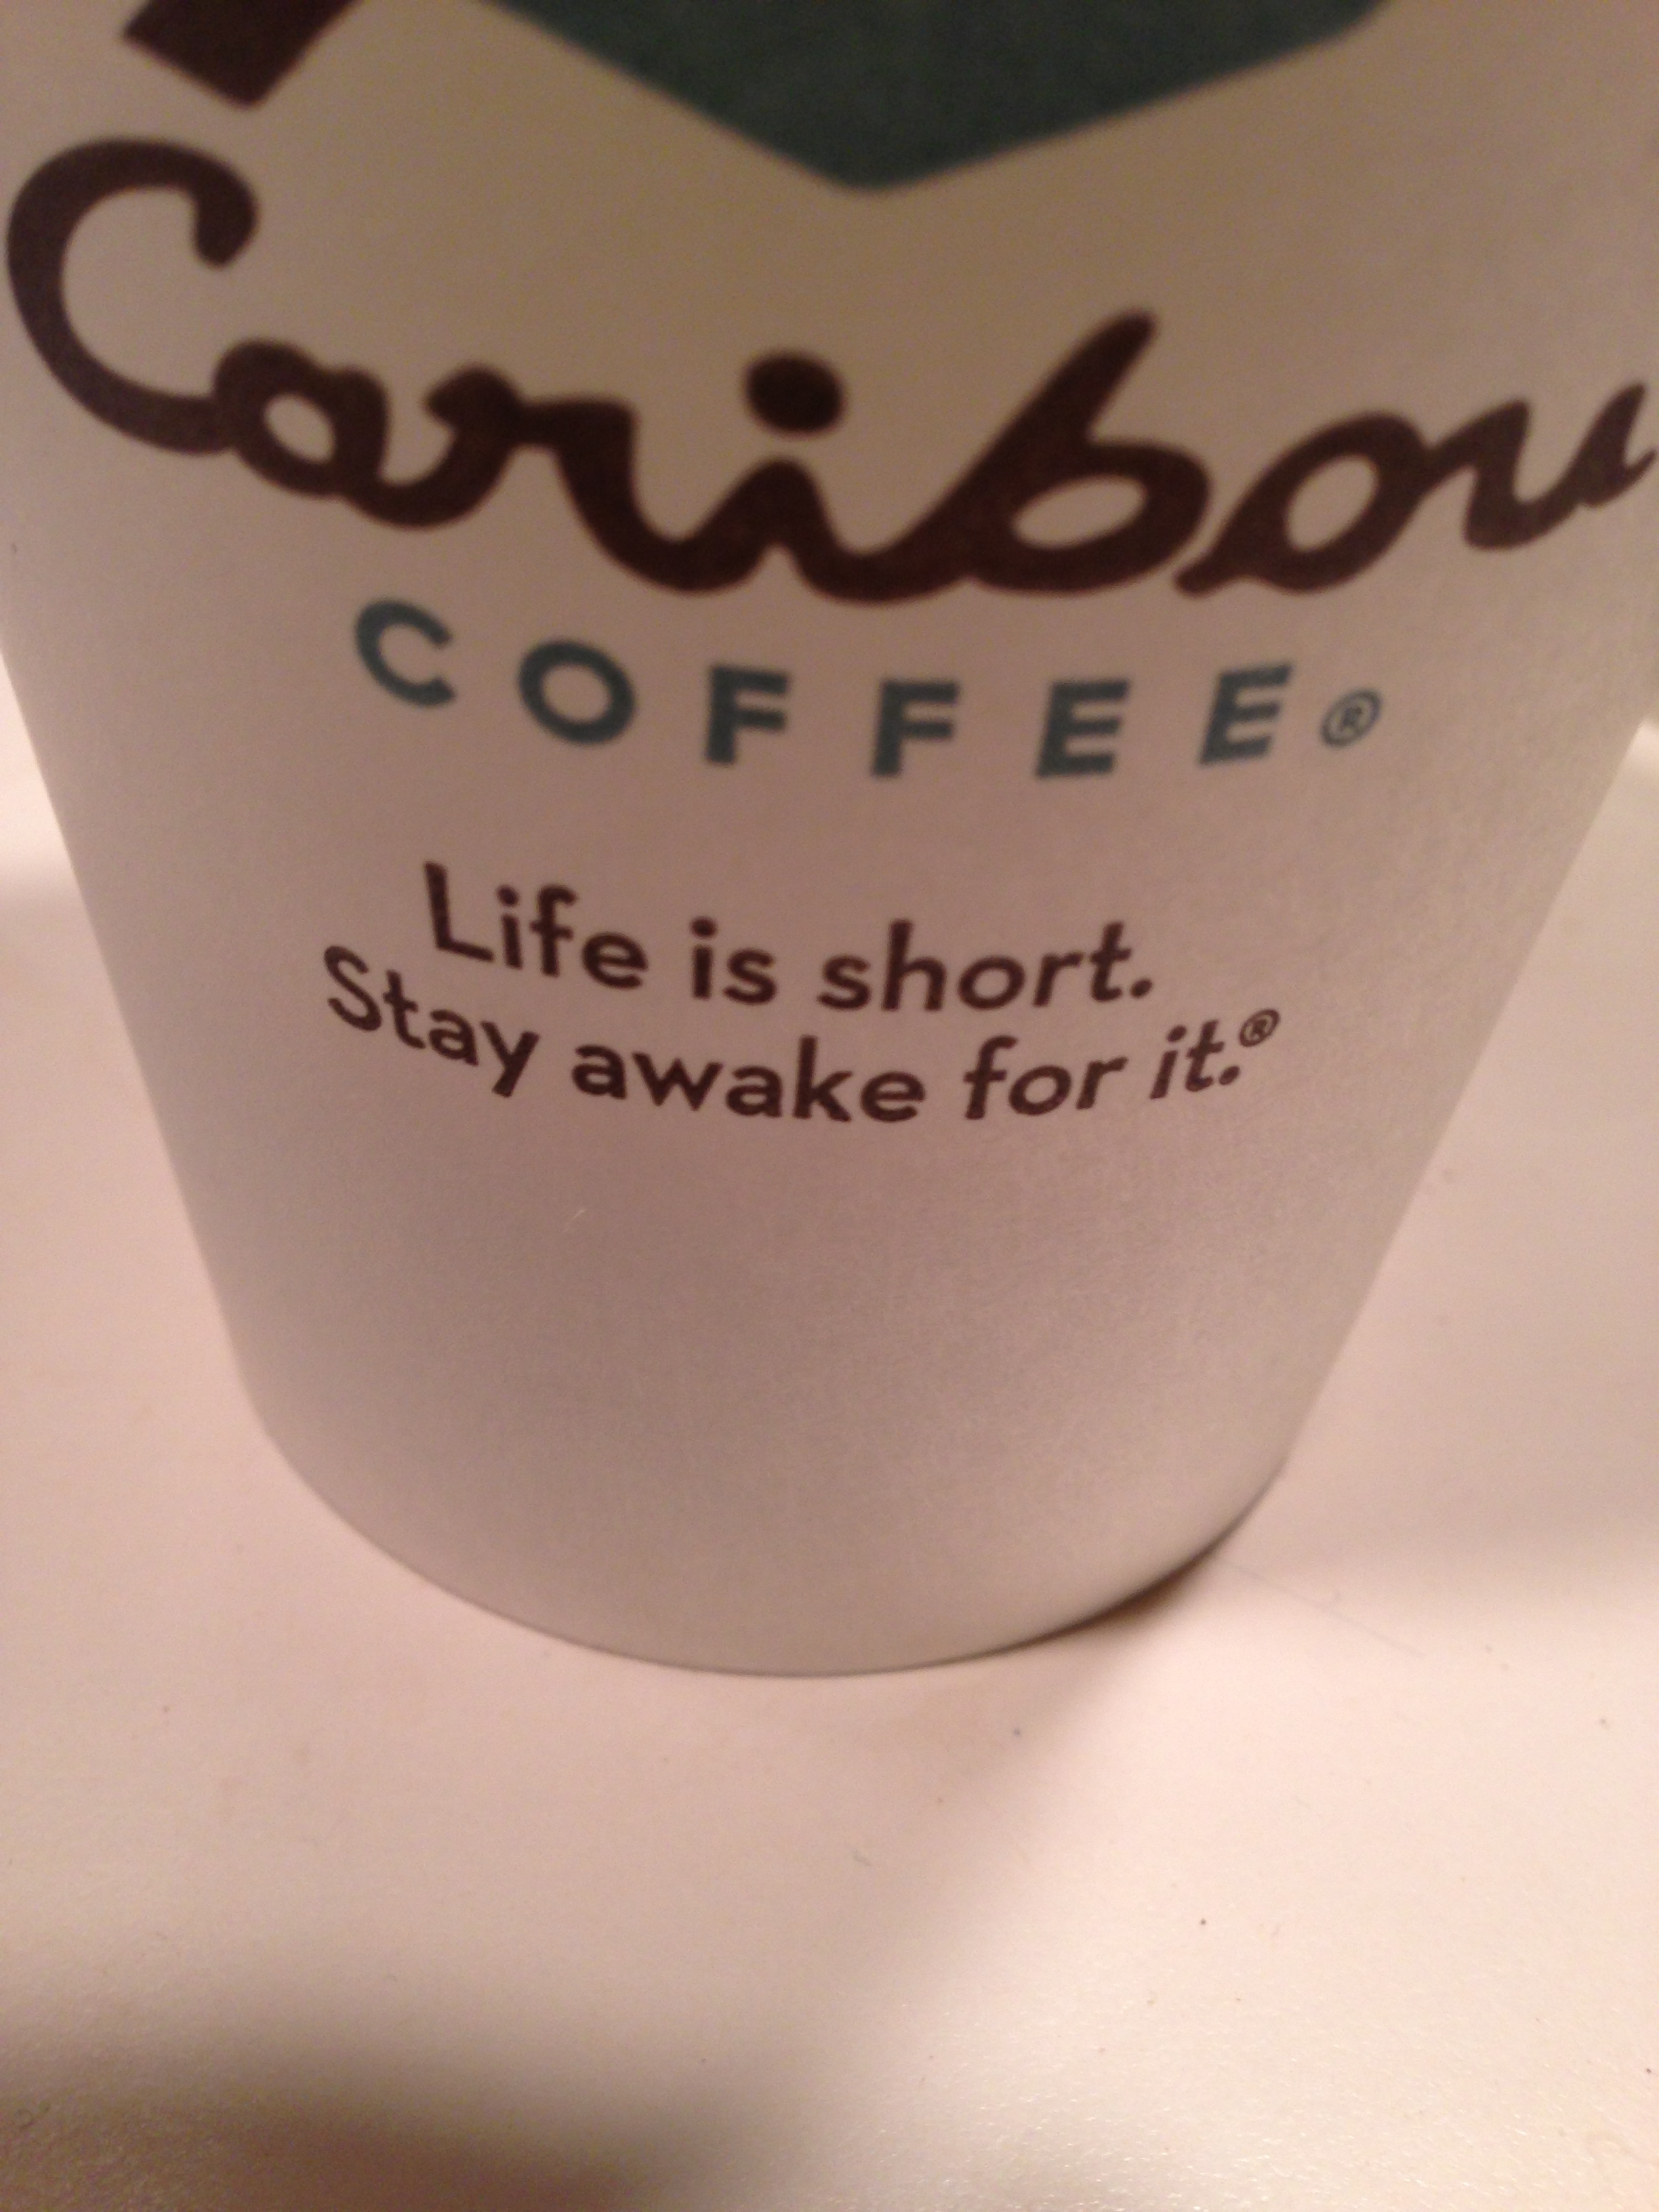 Caribou
COFFEE®
Life is short.
Stay awake for it.®